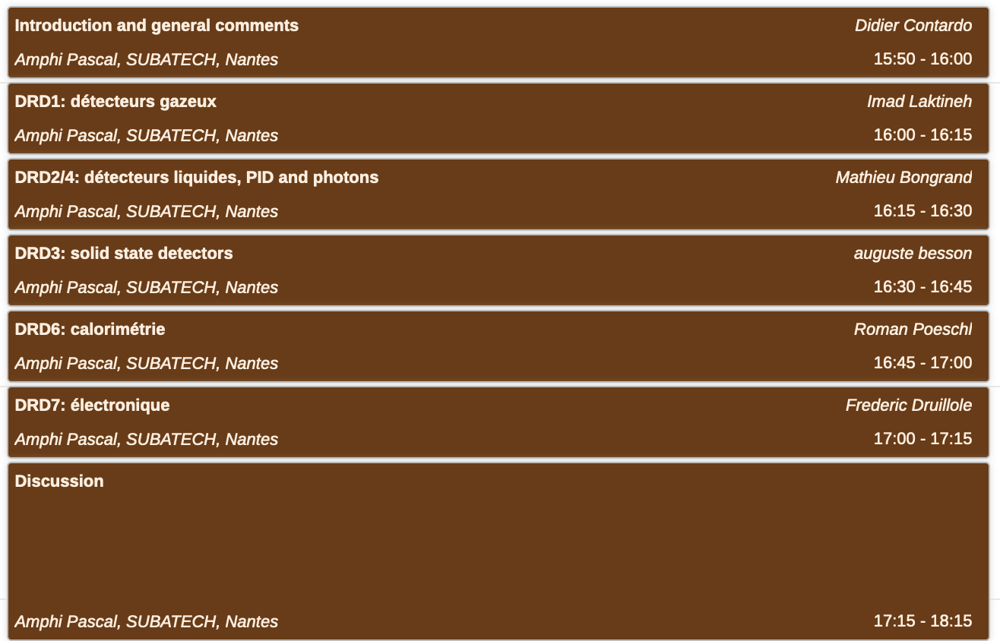 Introduction and general comments Didier Contardo
Amphi Pascal, SUBATECH, Nantes 15:50 - 16:00
DRD1: détecteurs gazeux Imad Laktineh
Amphi Pascal, SUBATECH, Nantes 16:00 - 16:15
DRD2/4: détecteurs liquides, PID and photons Mathieu Bongrand
Amphi Pascal, SUBATECH, Nantes 16:15 - 16:30
DRD3: solid state detectors auguste besson
Amphi Pascal, SUBATECH, Nantes 16:30 - 16:45
DRD6: calorimétrie Roman Poeschl
Amphi Pascal, SUBATECH, Nantes 16:45 - 17:00
DRD7: électronique Frederic Druillole
Amphi Pascal, SUBATECH, Nantes 17:00 - 17:15
Discussion
Amphi Pascal, SUBATECH, Nantes 17:15 - 18:15